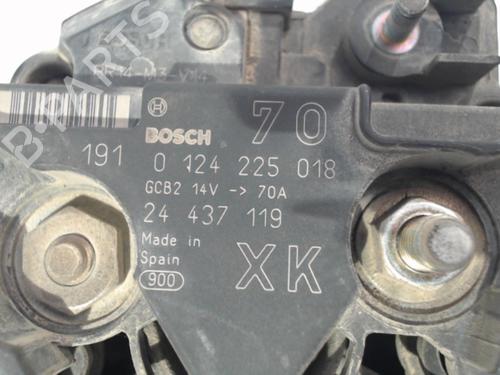 BOSCH 70
191 0 124 225 018
GCB2 14V -> 70A
24 437 119
Made in
Spain XK
900